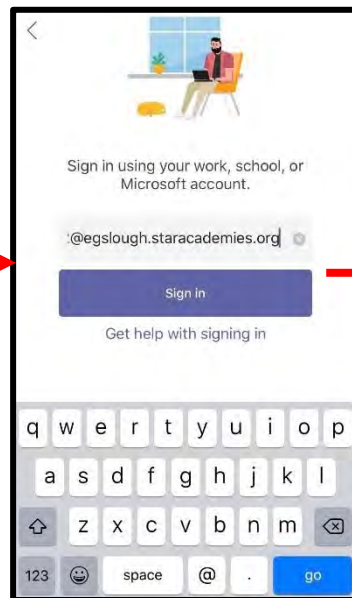 Sign in using your work, school, or
Microsoft account.
:@egslough.staracademies.org
Sign in
Get help with signing in
q w e r t y u i o p
a s d f g h j k l
z x c v b n m
123 space @ . go